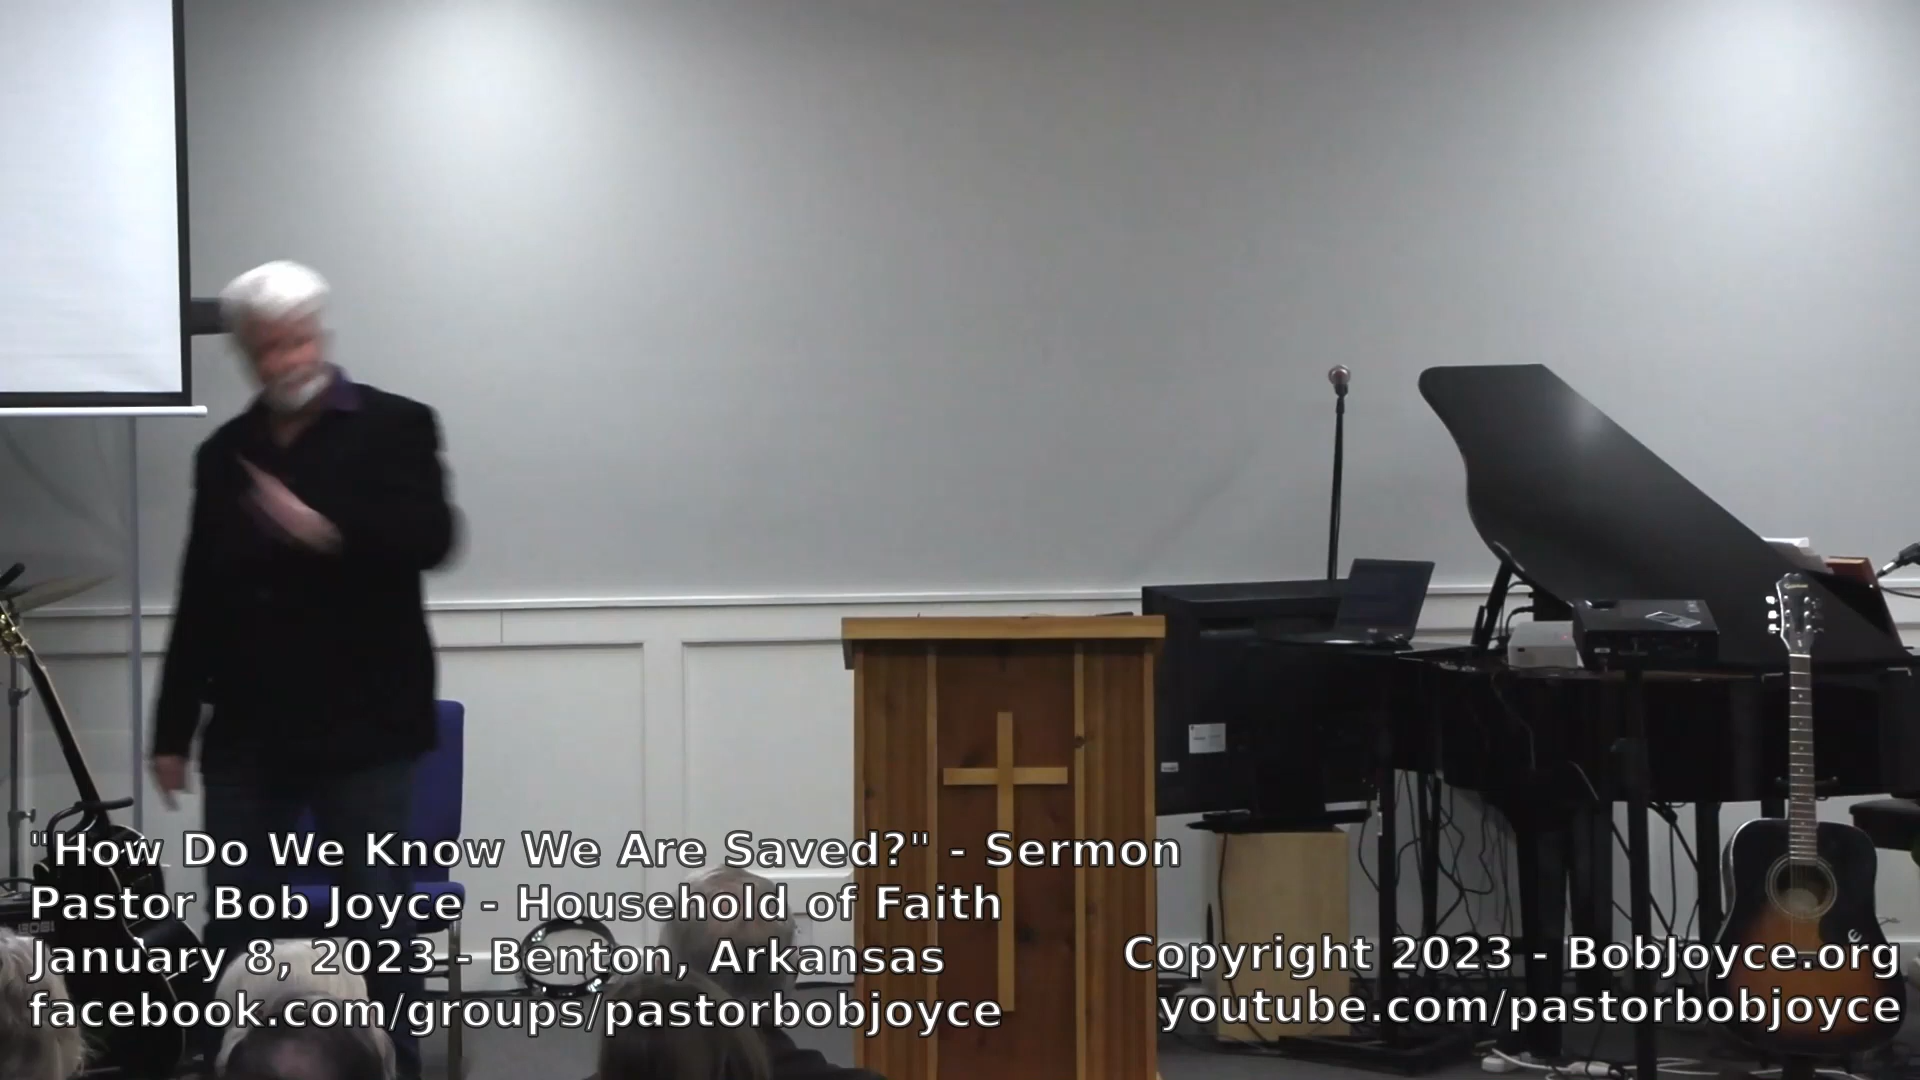 "How Do We Know We Are Saved?" - Sermon
Pastor Bob Joyce - Household of Faith
January 8, 2023 - Benton, Arkansas
facebook.com/groups/pastorbobjoyce
Copyright 2023 - BobJoyce.org
youtube.com/pastorbobjoyce